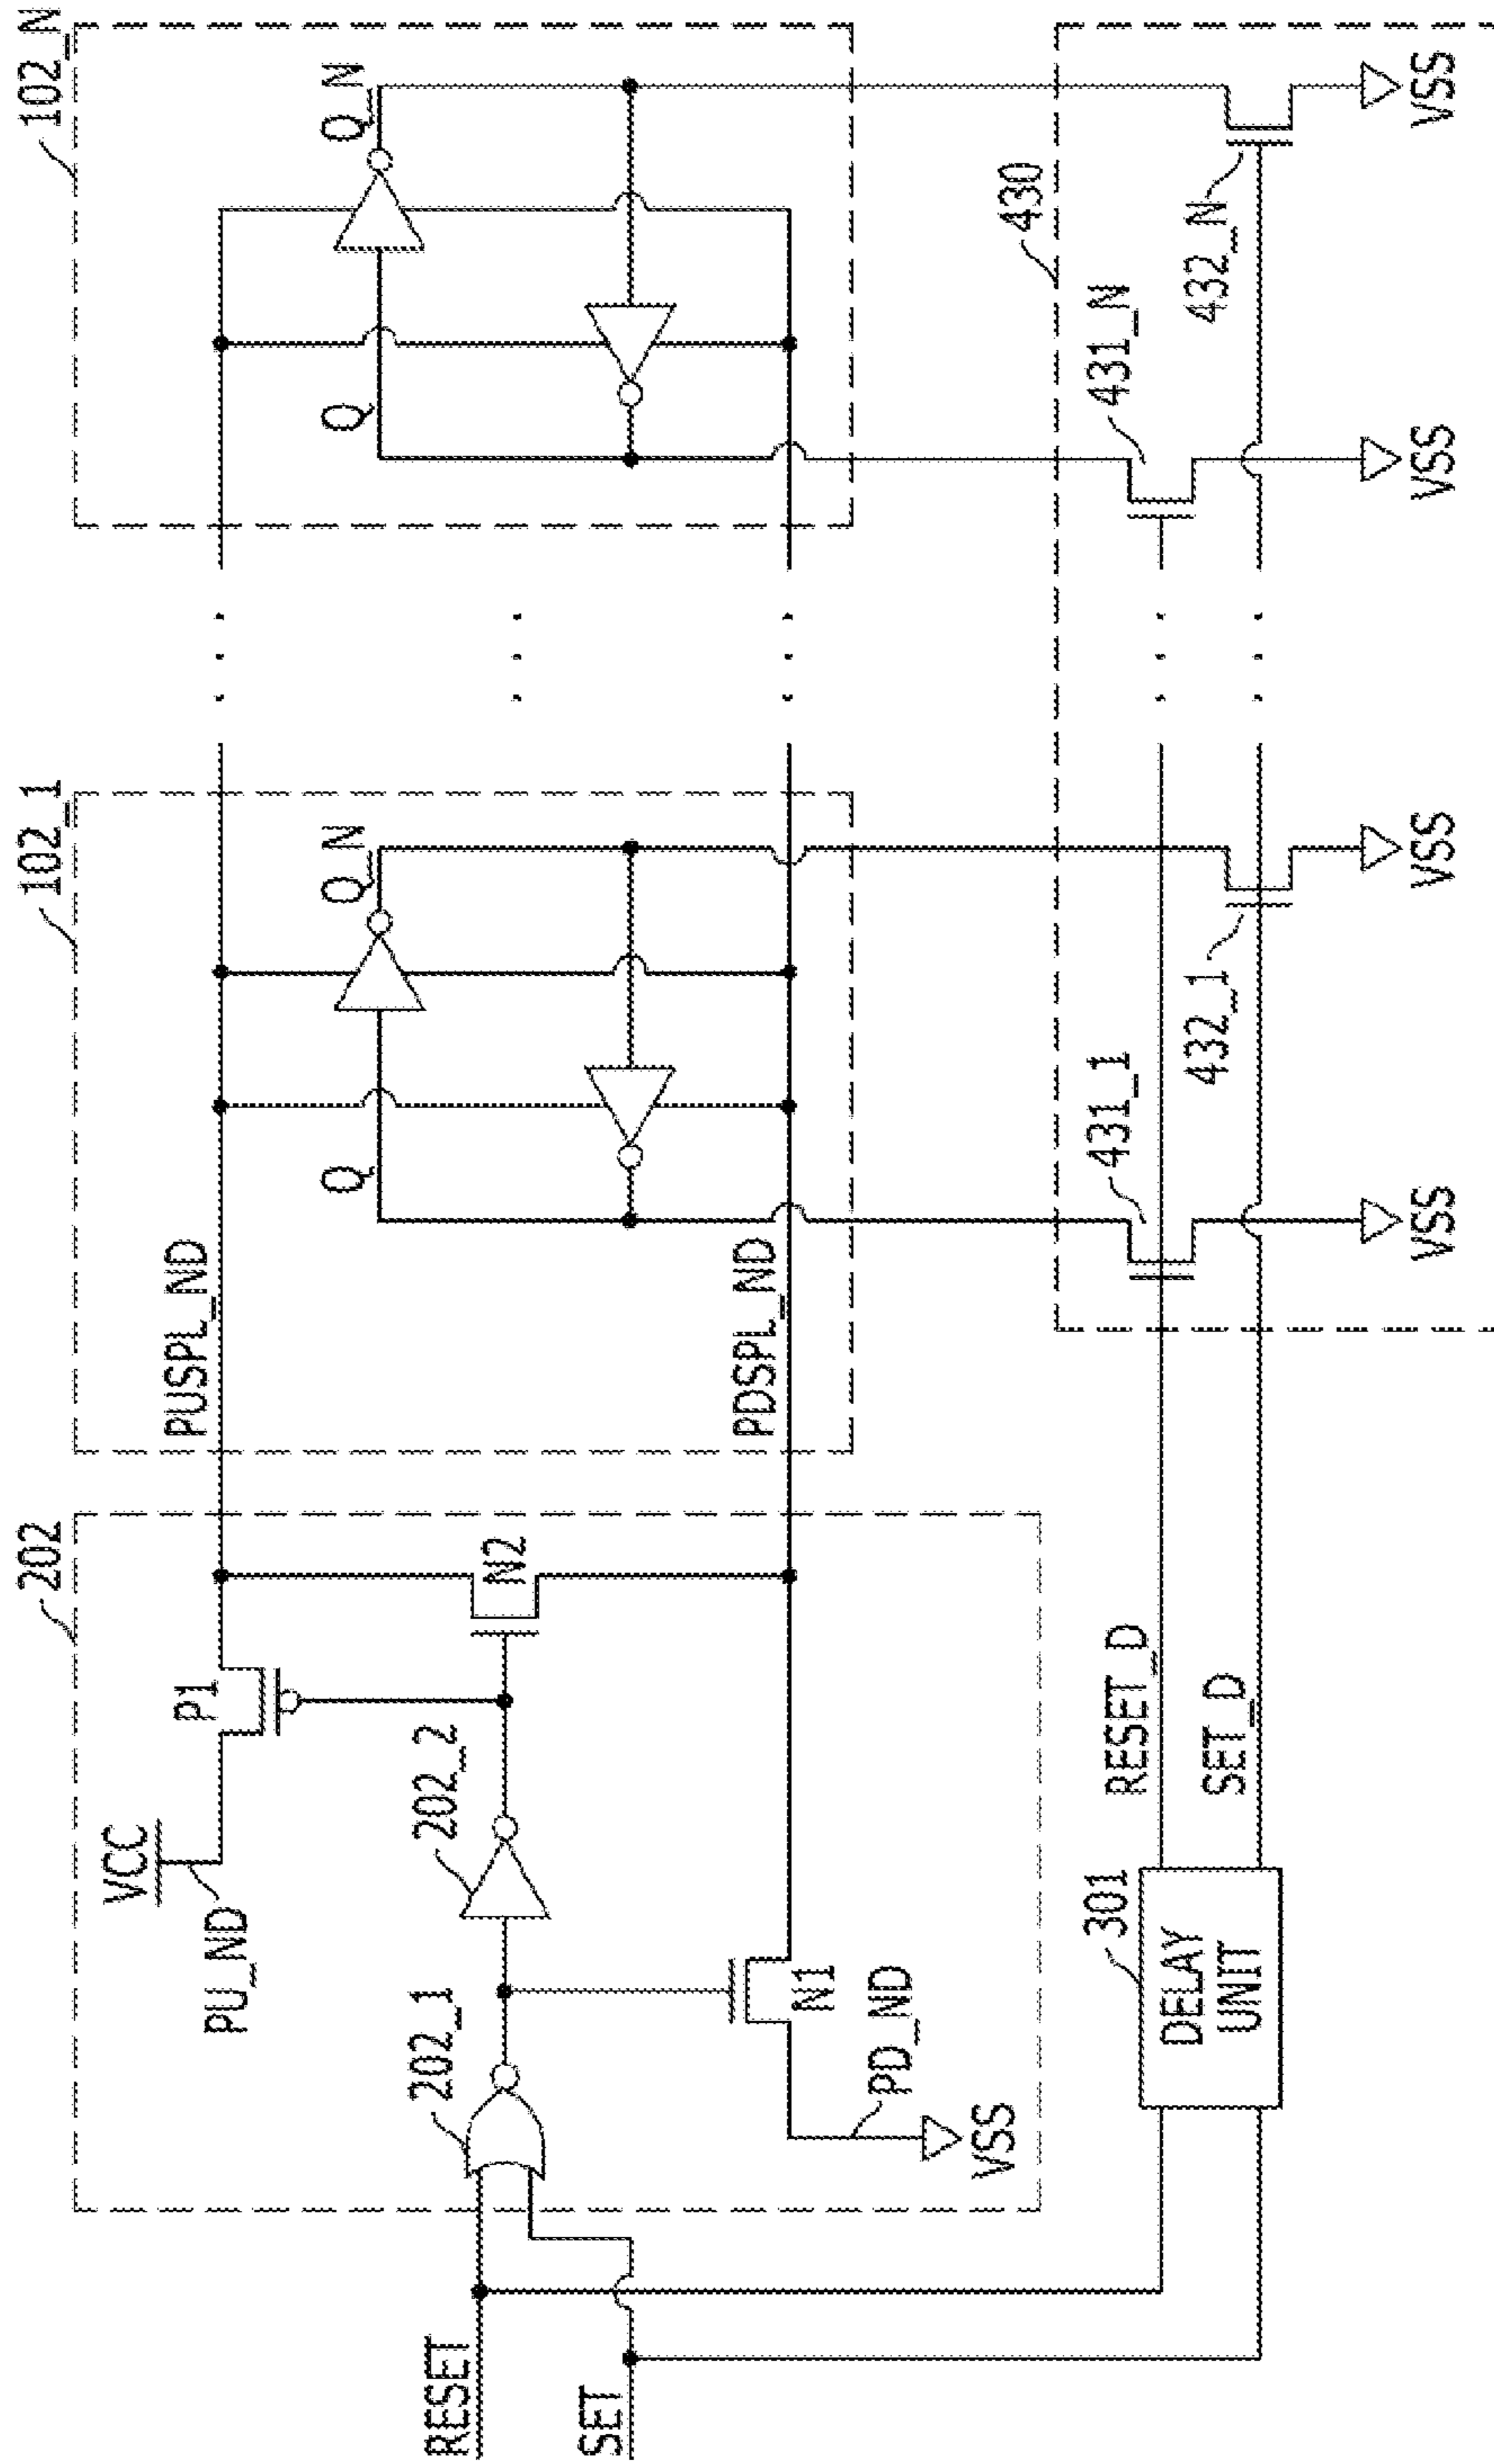 202
102_1
102_N
VCC
PU_ND
P1
PUSPL_ND
Q
Q_N
Q
Q_N
202_1
202_2
N2
RESET
SET
N1
PD_ND
VSS
PDSPL_ND
430
301
DELAY
UNIT
RESET_D
SET_D
431_1
432_1
431_N
432_N
VSS
VSS
VSS
VSS